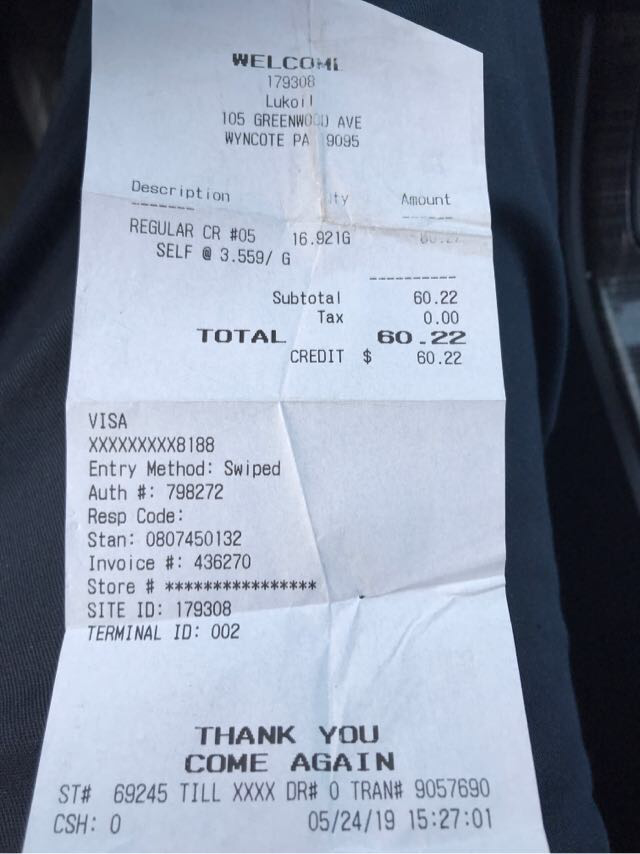 WELCOME
179308
Lukoil
105 GREENWOOD AVE
WYNCOTE PA 9095
Description ity Amount
REGULAR CR #05 16.921G
SELF @ 3.559/ G
Subtotal 60.22
Tax 0.00
TOTAL 60.22
CREDIT $ 60.22
VISA
XXXXXXXXX8188
Entry Method: Swiped
Auth #: 798272
Resp Code:
Stan: 0807450132
Invoice #: 436270
Store # ****************
SITE ID: 179308
TERMINAL ID: 002
THANK YOU
COME AGAIN
ST# 69245 TILL XXXX DR# 0 TRAN# 9057690
CSH: 0 05/24/19 15:27:01